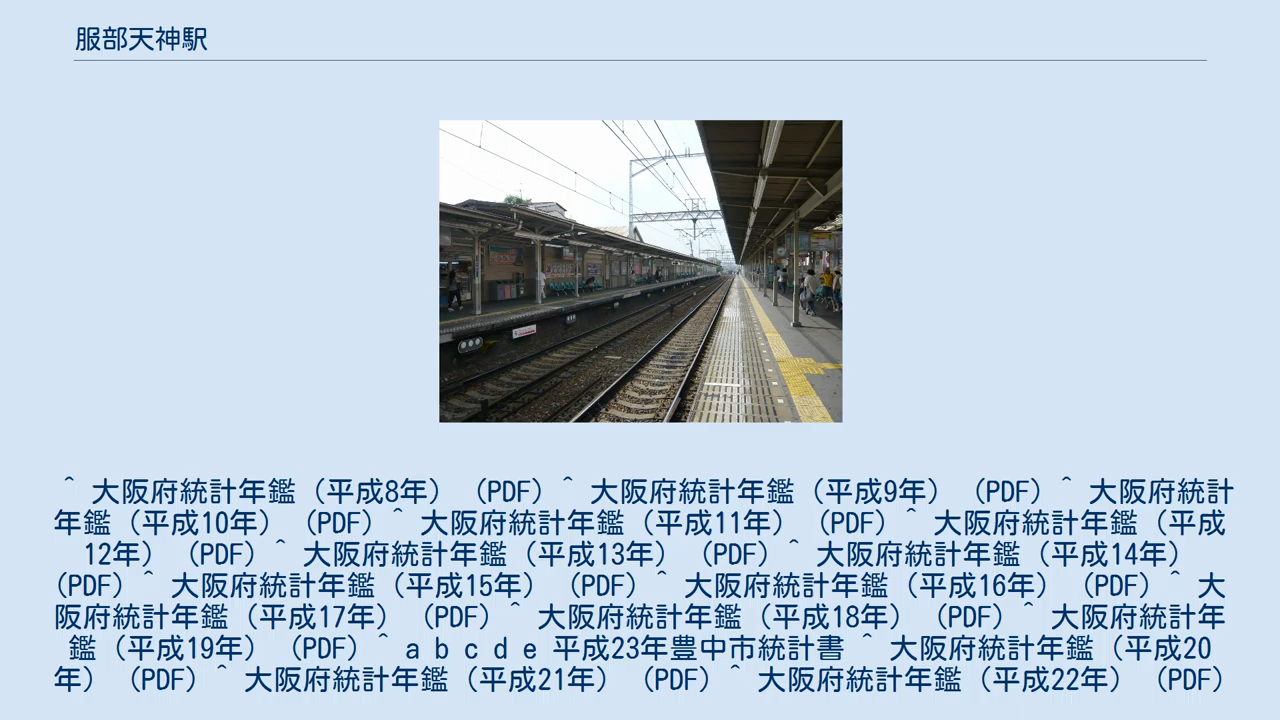 服部天神駅
^ 大阪府統計年鑑（平成8年）（PDF）^ 大阪府統計年鑑（平成9年）（PDF）^ 大阪府統計
年鑑（平成10年）（PDF）^ 大阪府統計年鑑（平成11年）（PDF）^ 大阪府統計年鑑（平成
12年）（PDF）^ 大阪府統計年鑑（平成13年）（PDF）^ 大阪府統計年鑑（平成14年）
（PDF）^ 大阪府統計年鑑（平成15年）（PDF）^ 大阪府統計年鑑（平成16年）（PDF）^ 大
阪府統計年鑑（平成17年）（PDF）^ 大阪府統計年鑑（平成18年）（PDF）^ 大阪府統計年
鑑（平成19年）（PDF）^ a b c d e 平成23年豊中市統計書 ^ 大阪府統計年鑑（平成20
年）（PDF）^ 大阪府統計年鑑（平成21年）（PDF）^ 大阪府統計年鑑（平成22年）（PDF）